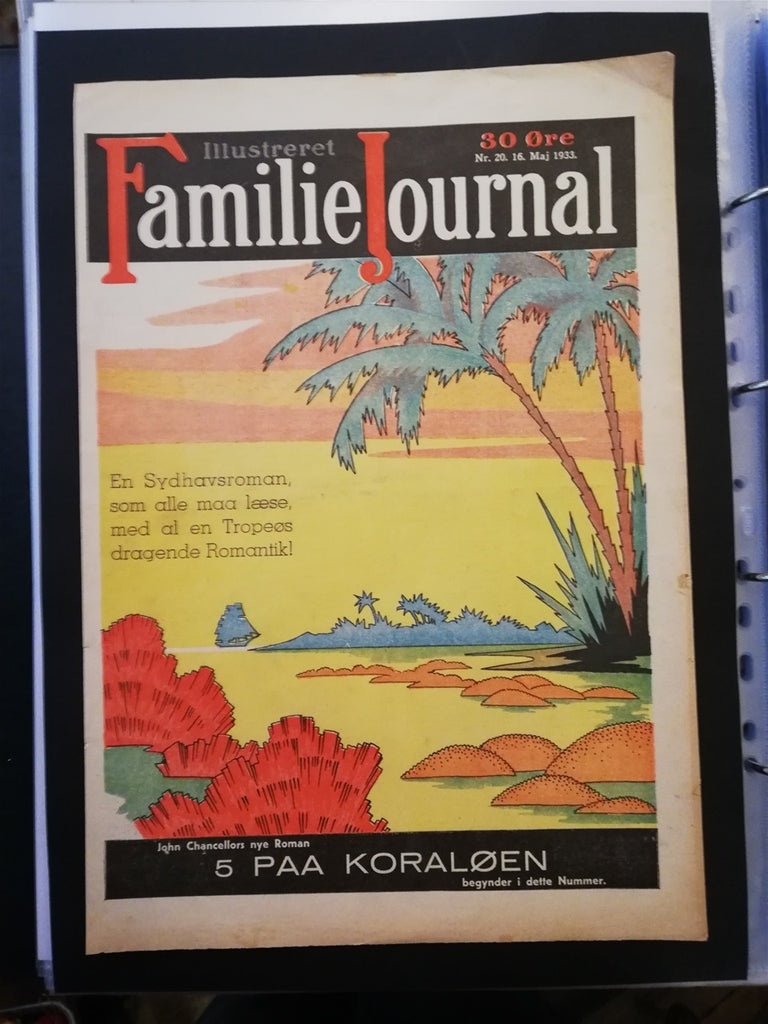 Illustreret
30 Øre
Nr. 20. 16. Maj 1933.
Familie Journal
En Sydhavsroman,
som alle maa læse,
med al en Tropeøs
dragende Romantik!
John Chancellors nye Roman
5 PAA KORALØEN
begynder i dette Nummer.